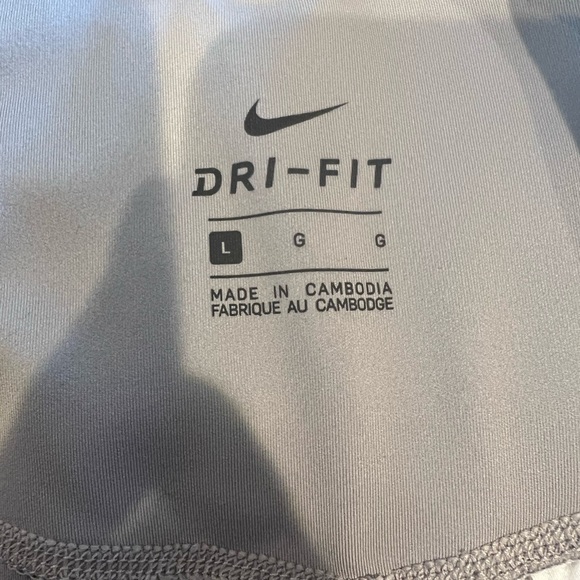 DRI-FIT
L G G
MADE IN CAMBODIA
FABRIQUE AU CAMBODGE